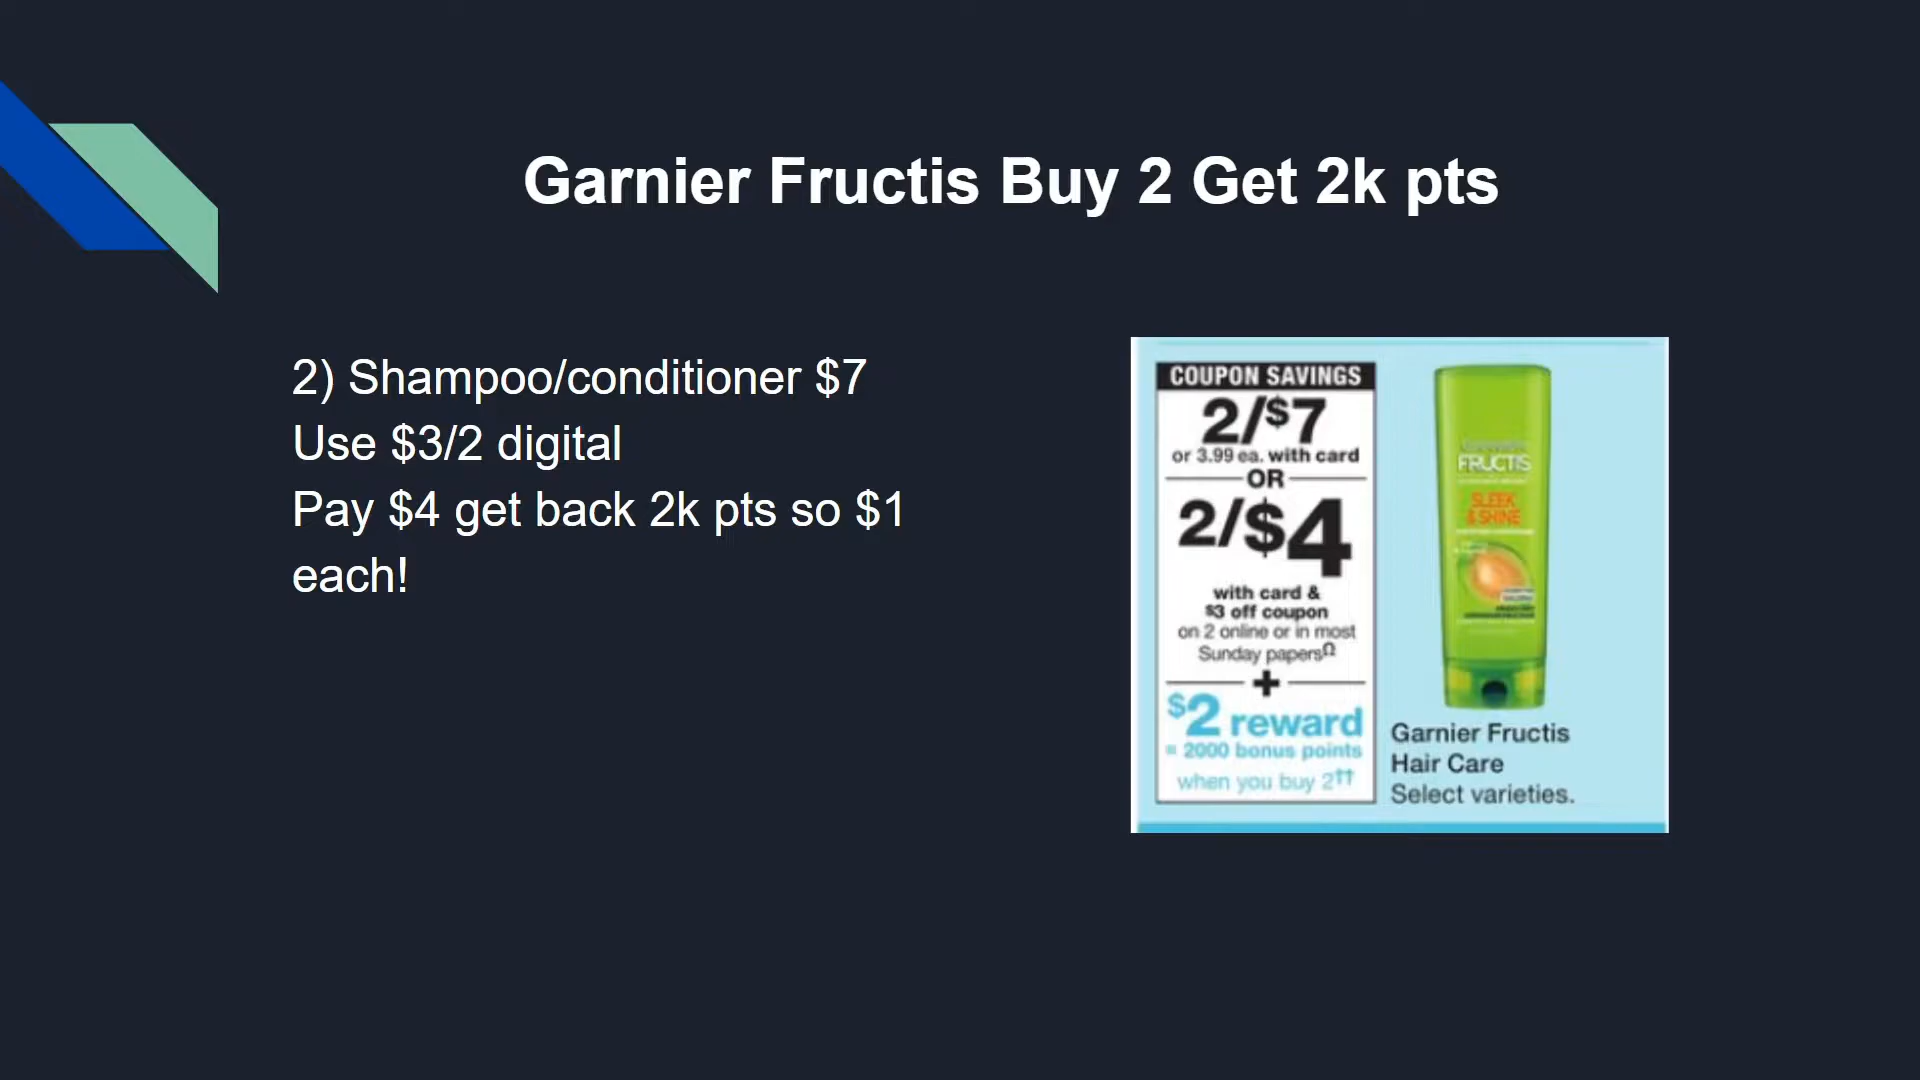 Garnier Fructis Buy 2 Get 2k pts
2) Shampoo/conditioner $7
Use $3/2 digital
Pay $4 get back 2k pts so $1
each!
COUPON SAVINGS
2/$7
or 3.99 ea. with card
OR
2/$4
with card &
$3 off coupon
on 2 online or in most
Sunday papersΩ
+
$2 reward
= 2000 bonus points
when you buy 2††
FRUCTIS
SLEEK
& SHINE
Garnier Fructis
Hair Care
Select varieties.